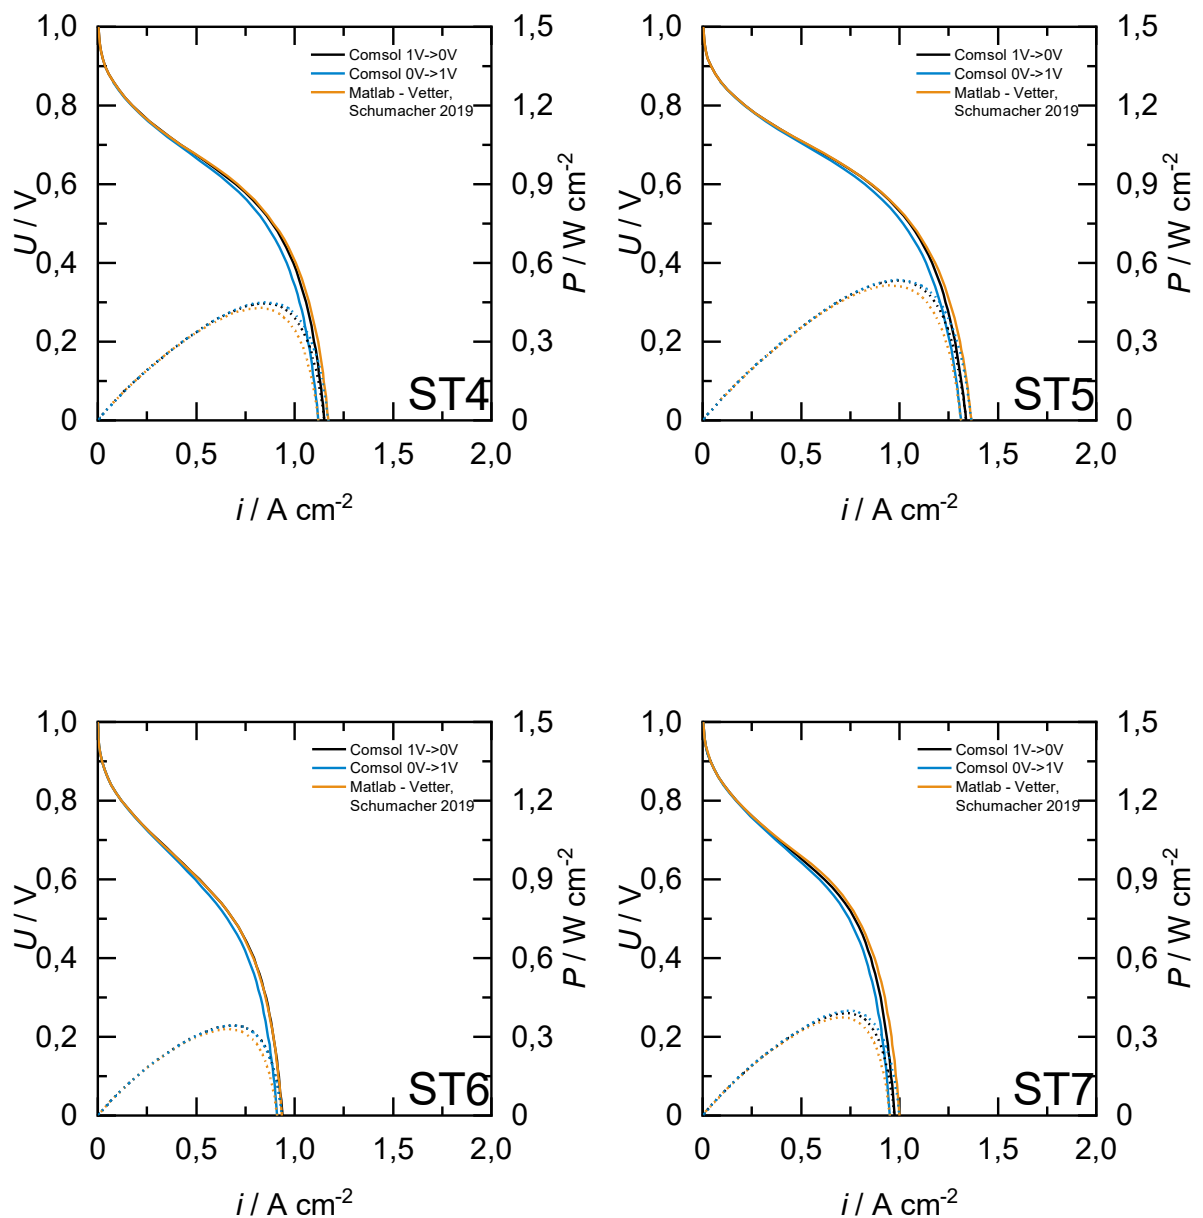 1,0
0,8
0,6
0,4
0,2
0
U / V
1,5
1,2
0,9
0,6
0,3
0
P / W cm-2
Comsol 1V->0V
Comsol 0V->1V
Matlab - Vetter,
Schumacher 2019
ST4
0 0,5 1,0 1,5 2,0
i / A cm-2
1,0
0,8
0,6
0,4
0,2
0
U / V
1,5
1,2
0,9
0,6
0,3
0
P / W cm-2
Comsol 1V->0V
Comsol 0V->1V
Matlab - Vetter,
Schumacher 2019
ST5
0 0,5 1,0 1,5 2,0
i / A cm-2
1,0
0,8
0,6
0,4
0,2
0
U / V
1,5
1,2
0,9
0,6
0,3
0
P / W cm-2
Comsol 1V->0V
Comsol 0V->1V
Matlab - Vetter,
Schumacher 2019
ST6
0 0,5 1,0 1,5 2,0
i / A cm-2
1,0
0,8
0,6
0,4
0,2
0
U / V
1,5
1,2
0,9
0,6
0,3
0
P / W cm-2
Comsol 1V->0V
Comsol 0V->1V
Matlab - Vetter,
Schumacher 2019
ST7
0 0,5 1,0 1,5 2,0
i / A cm-2